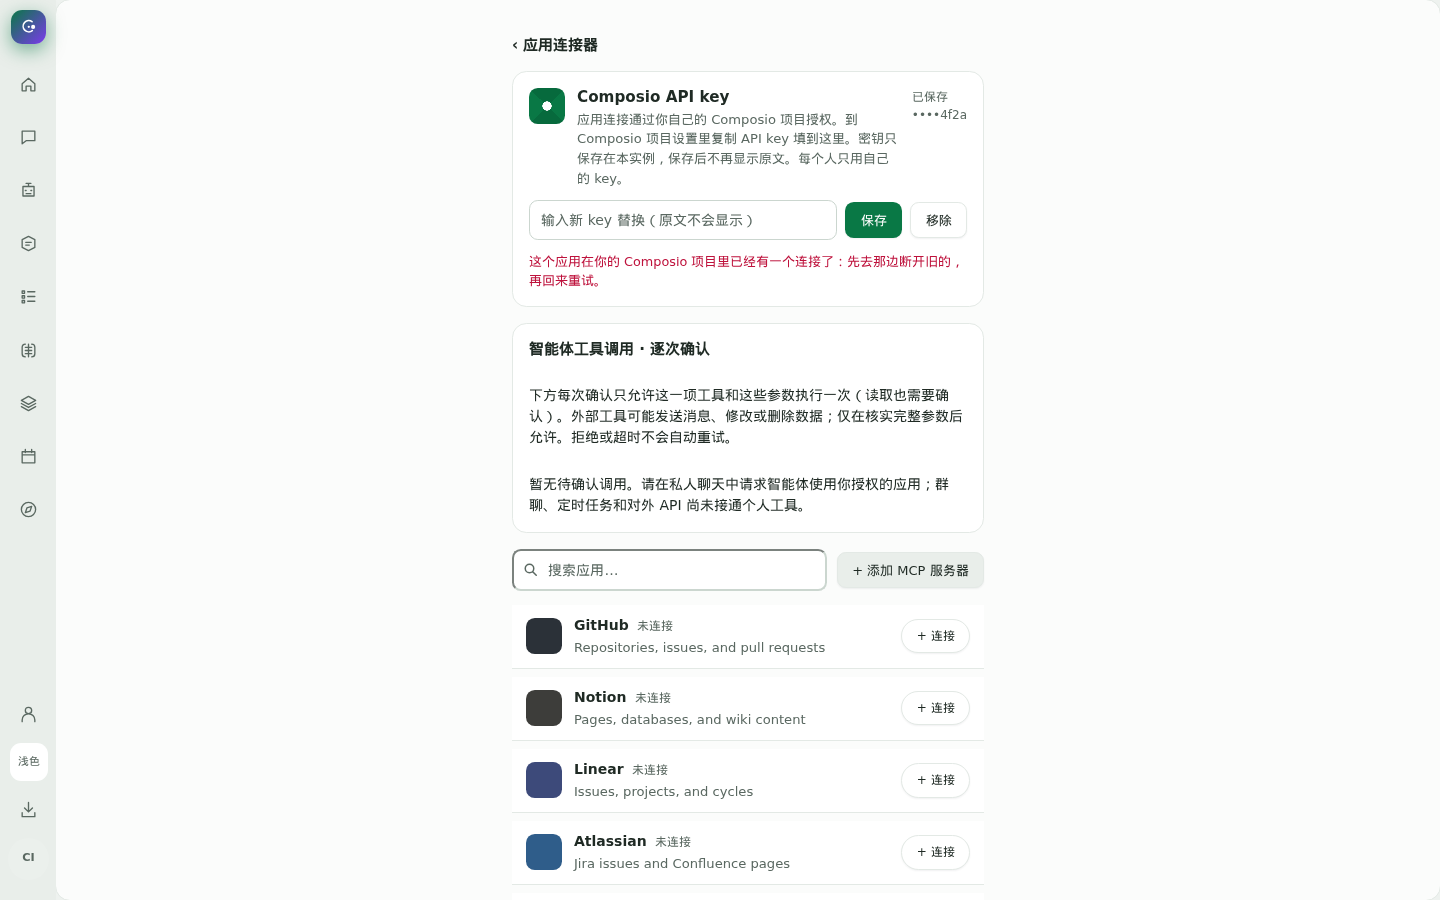 ‹ 应用连接器
Composio API key
已保存
••••4f2a
应用连接通过你自己的 Composio 项目授权。到
Composio 项目设置里复制 API key 填到这里。密钥只
保存在本实例，保存后不再显示原文。每个人只用自己
的 key。
输入新 key 替换（原文不会显示）
保存
移除
这个应用在你的 Composio 项目里已经有一个连接了：先去那边断开旧的，
再回来重试。
智能体工具调用 · 逐次确认
下方每次确认只允许这一项工具和这些参数执行一次（读取也需要确
认）。外部工具可能发送消息、修改或删除数据；仅在核实完整参数后
允许。拒绝或超时不会自动重试。
暂无待确认调用。请在私人聊天中请求智能体使用你授权的应用；群
聊、定时任务和对外 API 尚未接通个人工具。
搜索应用…
+ 添加 MCP 服务器
GitHub 未连接
Repositories, issues, and pull requests
+ 连接
Notion 未连接
Pages, databases, and wiki content
+ 连接
Linear 未连接
Issues, projects, and cycles
+ 连接
Atlassian 未连接
Jira issues and Confluence pages
+ 连接
浅色
CI